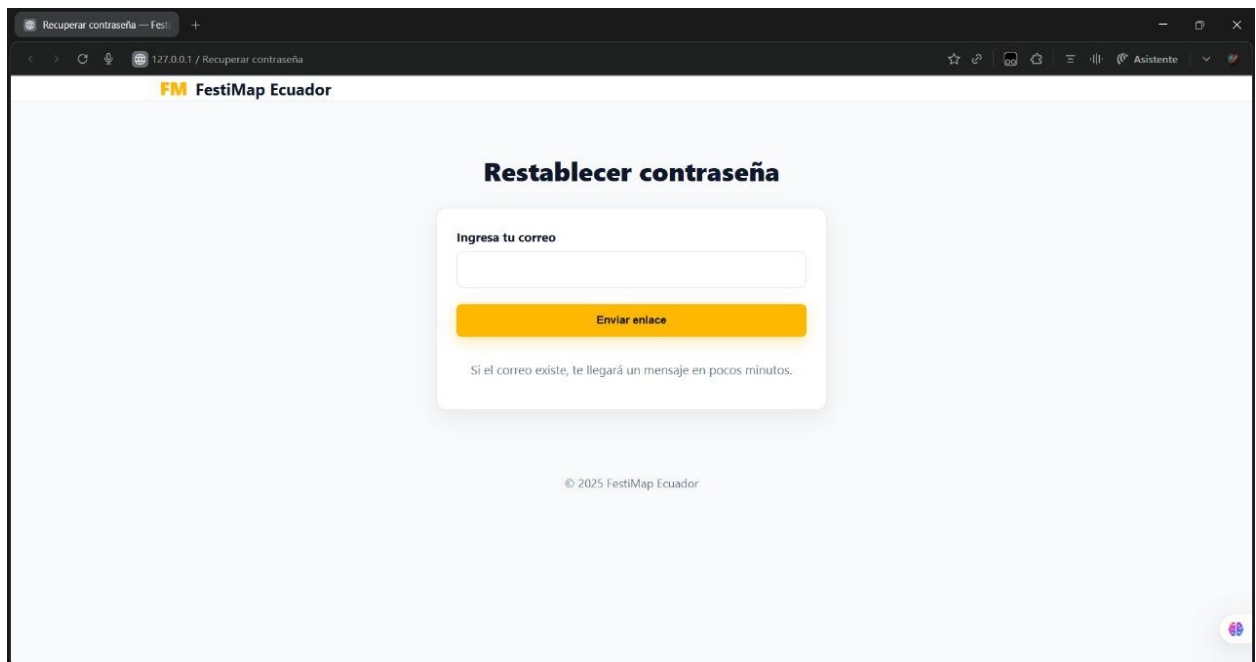 Recuperar contraseña — Festi
127.0.0.1 / Recuperar contraseña
Asistente
FM FestiMap Ecuador
Restablecer contraseña
Ingresa tu correo
Enviar enlace
Si el correo existe, te llegará un mensaje en pocos minutos.
© 2025 FestiMap Ecuador